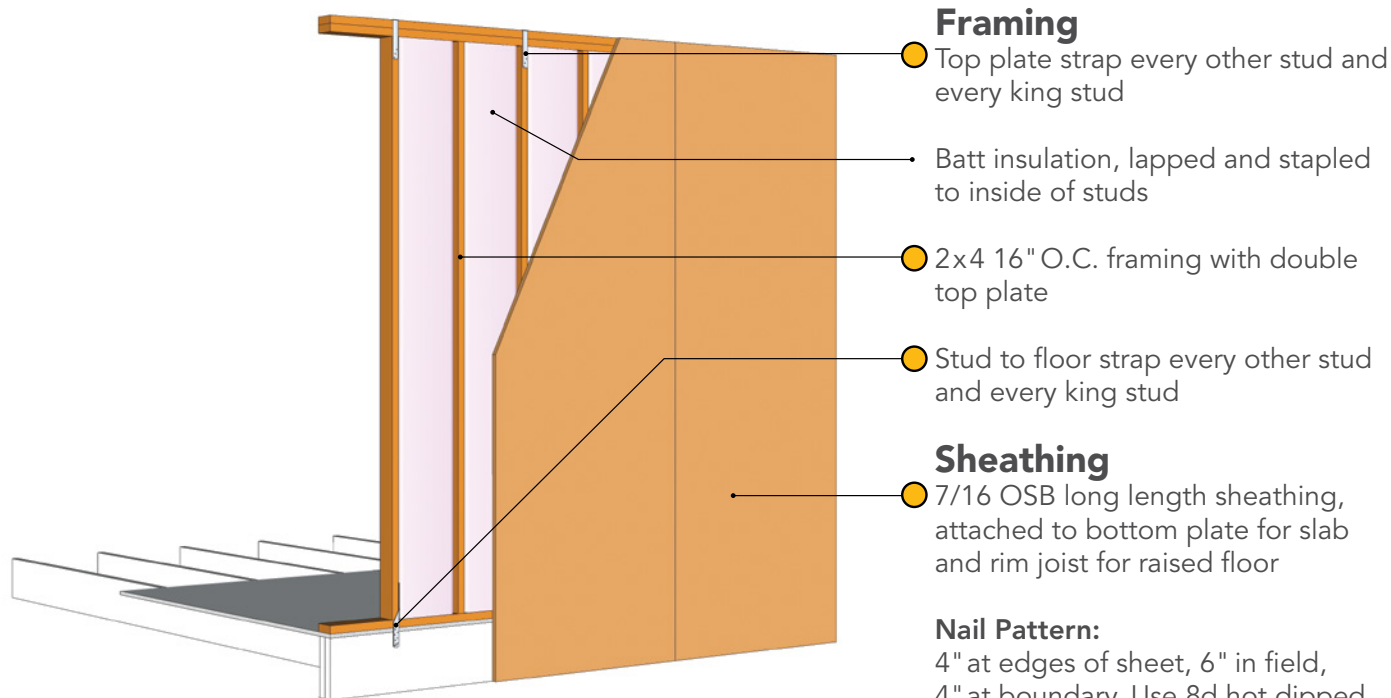 Framing
Top plate strap every other stud and
every king stud
Batt insulation, lapped and stapled
to inside of studs
2x4 16" O.C. framing with double
top plate
Stud to floor strap every other stud
and every king stud
Sheathing
7/16 OSB long length sheathing,
attached to bottom plate for slab
and rim joist for raised floor
Nail Pattern:
4" at edges of sheet, 6" in field,
4" at boundary. Use 8d hot dipped